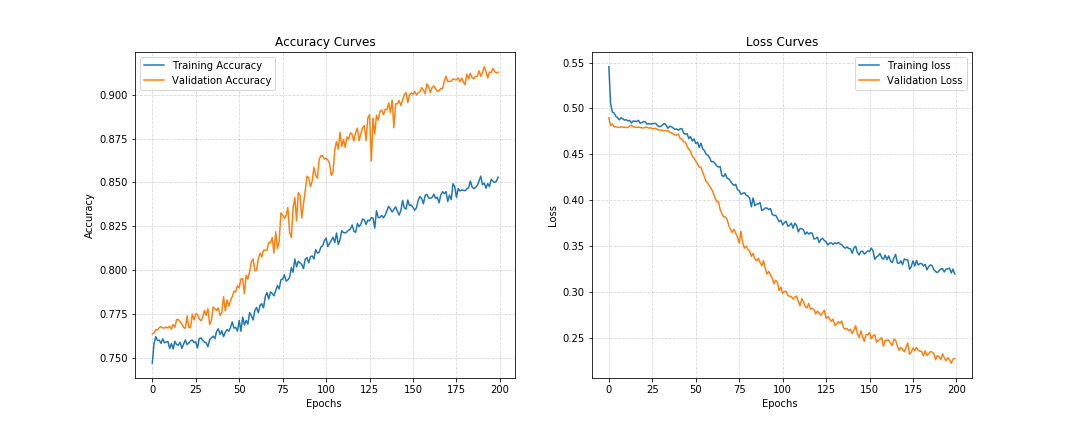 Accuracy Curves
Training Accuracy
Validation Accuracy
0.900
0.875
0.850
0.825
0.800
0.775
0.750
Accuracy
0 25 50 75 100 125 150 175 200
Epochs
Loss Curves
Training loss
Validation Loss
0.55
0.50
0.45
0.40
0.35
0.30
0.25
Loss
0 25 50 75 100 125 150 175 200
Epochs